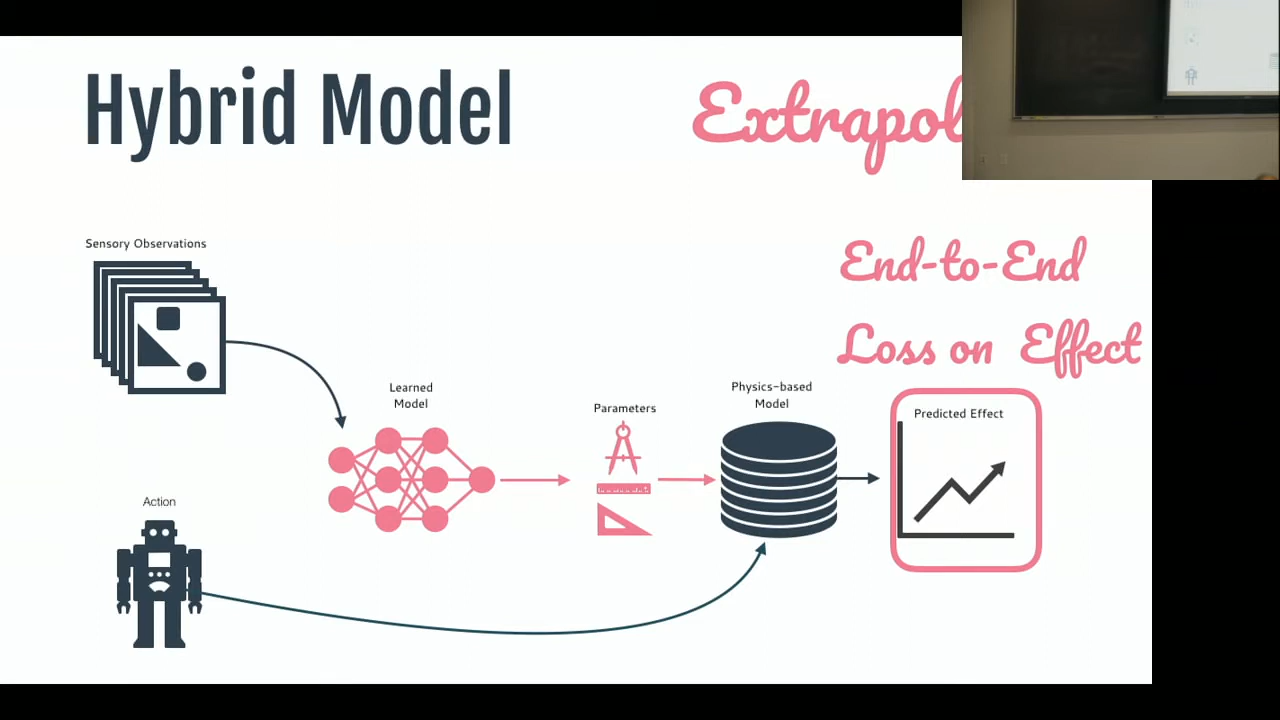 Hybrid Model
End-to-End
Loss on Effect
Sensory Observations
Learned
Model
Parameters
Physics-based
Model
Predicted Effect
Action